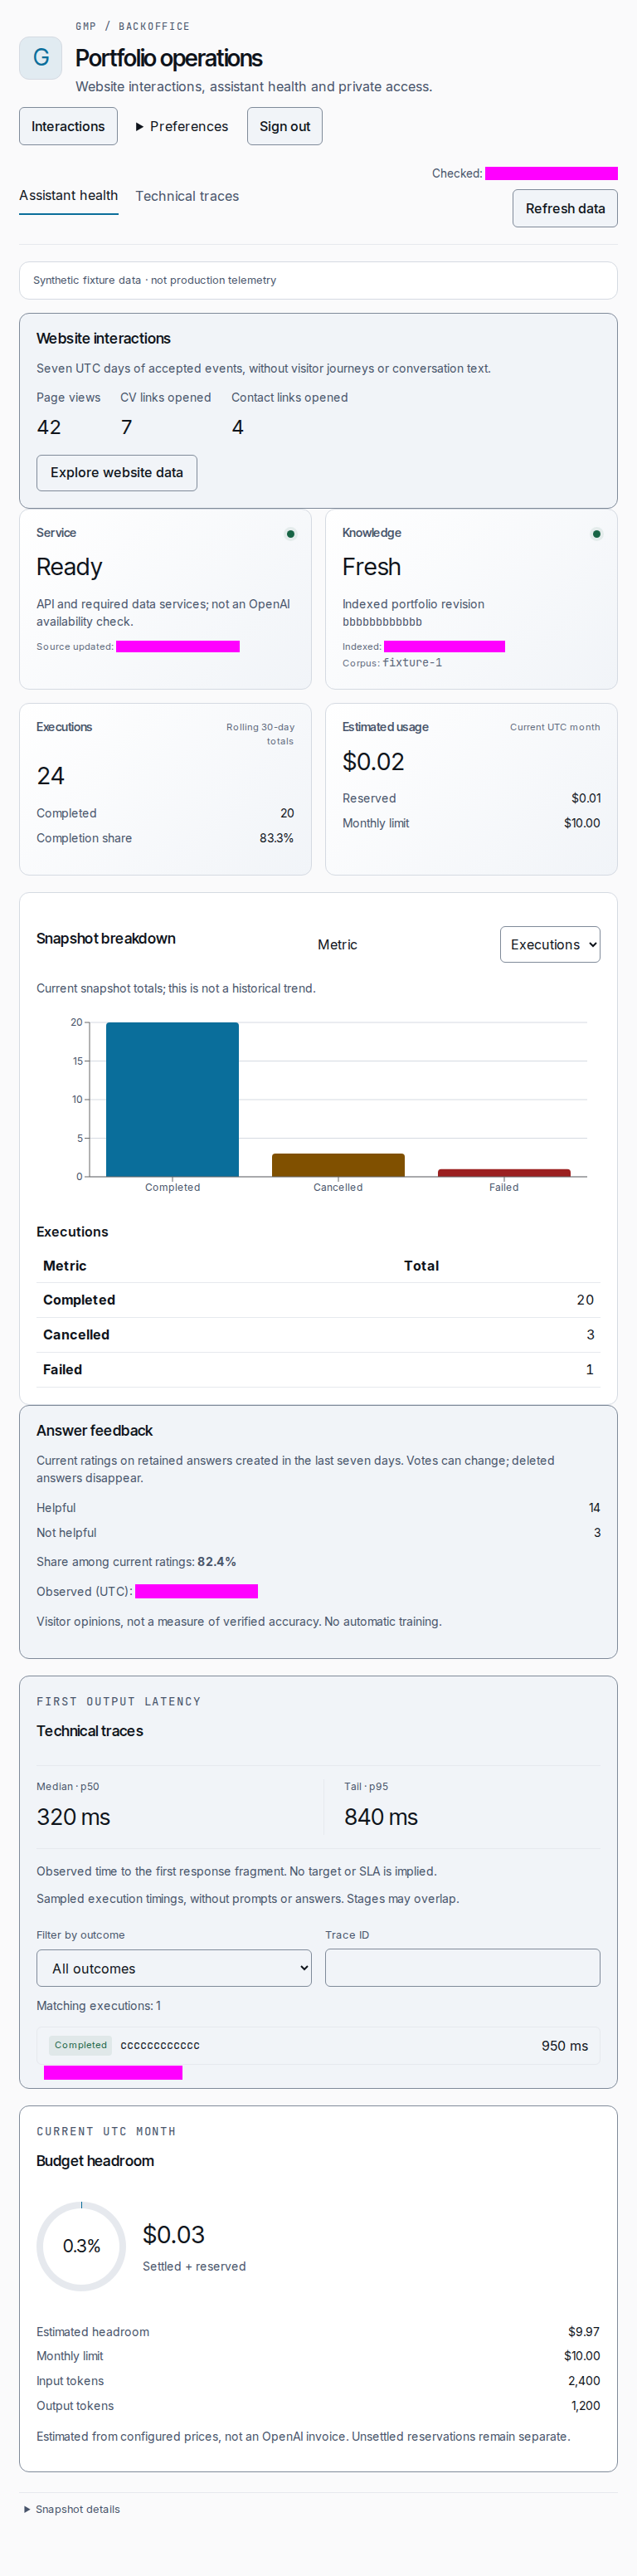 GMP / BACKOFFICE
G
Portfolio operations
Website interactions, assistant health and private access.
Interactions
▶ Preferences
Sign out
Checked:
Assistant health
Technical traces
Refresh data
Synthetic fixture data · not production telemetry
Website interactions
Seven UTC days of accepted events, without visitor journeys or conversation text.
Page views
CV links opened
Contact links opened
42
7
4
Explore website data
Service
Ready
API and required data services; not an OpenAI
availability check.
Source updated:
Knowledge
Fresh
Indexed portfolio revision
bbbbbbbbbbbb
Indexed:
Corpus: fixture-1
Executions
Rolling 30-day
totals
24
Completed 20
Completion share 83.3%
Estimated usage
Current UTC month
$0.02
Reserved $0.01
Monthly limit $10.00
Snapshot breakdown
Metric
Executions
Current snapshot totals; this is not a historical trend.
20
15
10
5
0
Completed
Cancelled
Failed
Executions
Metric Total
Completed 20
Cancelled 3
Failed 1
Answer feedback
Current ratings on retained answers created in the last seven days. Votes can change; deleted
answers disappear.
Helpful 14
Not helpful 3
Share among current ratings: 82.4%
Observed (UTC):
Visitor opinions, not a measure of verified accuracy. No automatic training.
FIRST OUTPUT LATENCY
Technical traces
Median · p50
320 ms
Tail · p95
840 ms
Observed time to the first response fragment. No target or SLA is implied.
Sampled execution timings, without prompts or answers. Stages may overlap.
Filter by outcome
All outcomes
Trace ID
Matching executions: 1
Completed cccccccccccc 950 ms
CURRENT UTC MONTH
Budget headroom
0.3%
$0.03
Settled + reserved
Estimated headroom $9.97
Monthly limit $10.00
Input tokens 2,400
Output tokens 1,200
Estimated from configured prices, not an OpenAI invoice. Unsettled reservations remain separate.
▶ Snapshot details